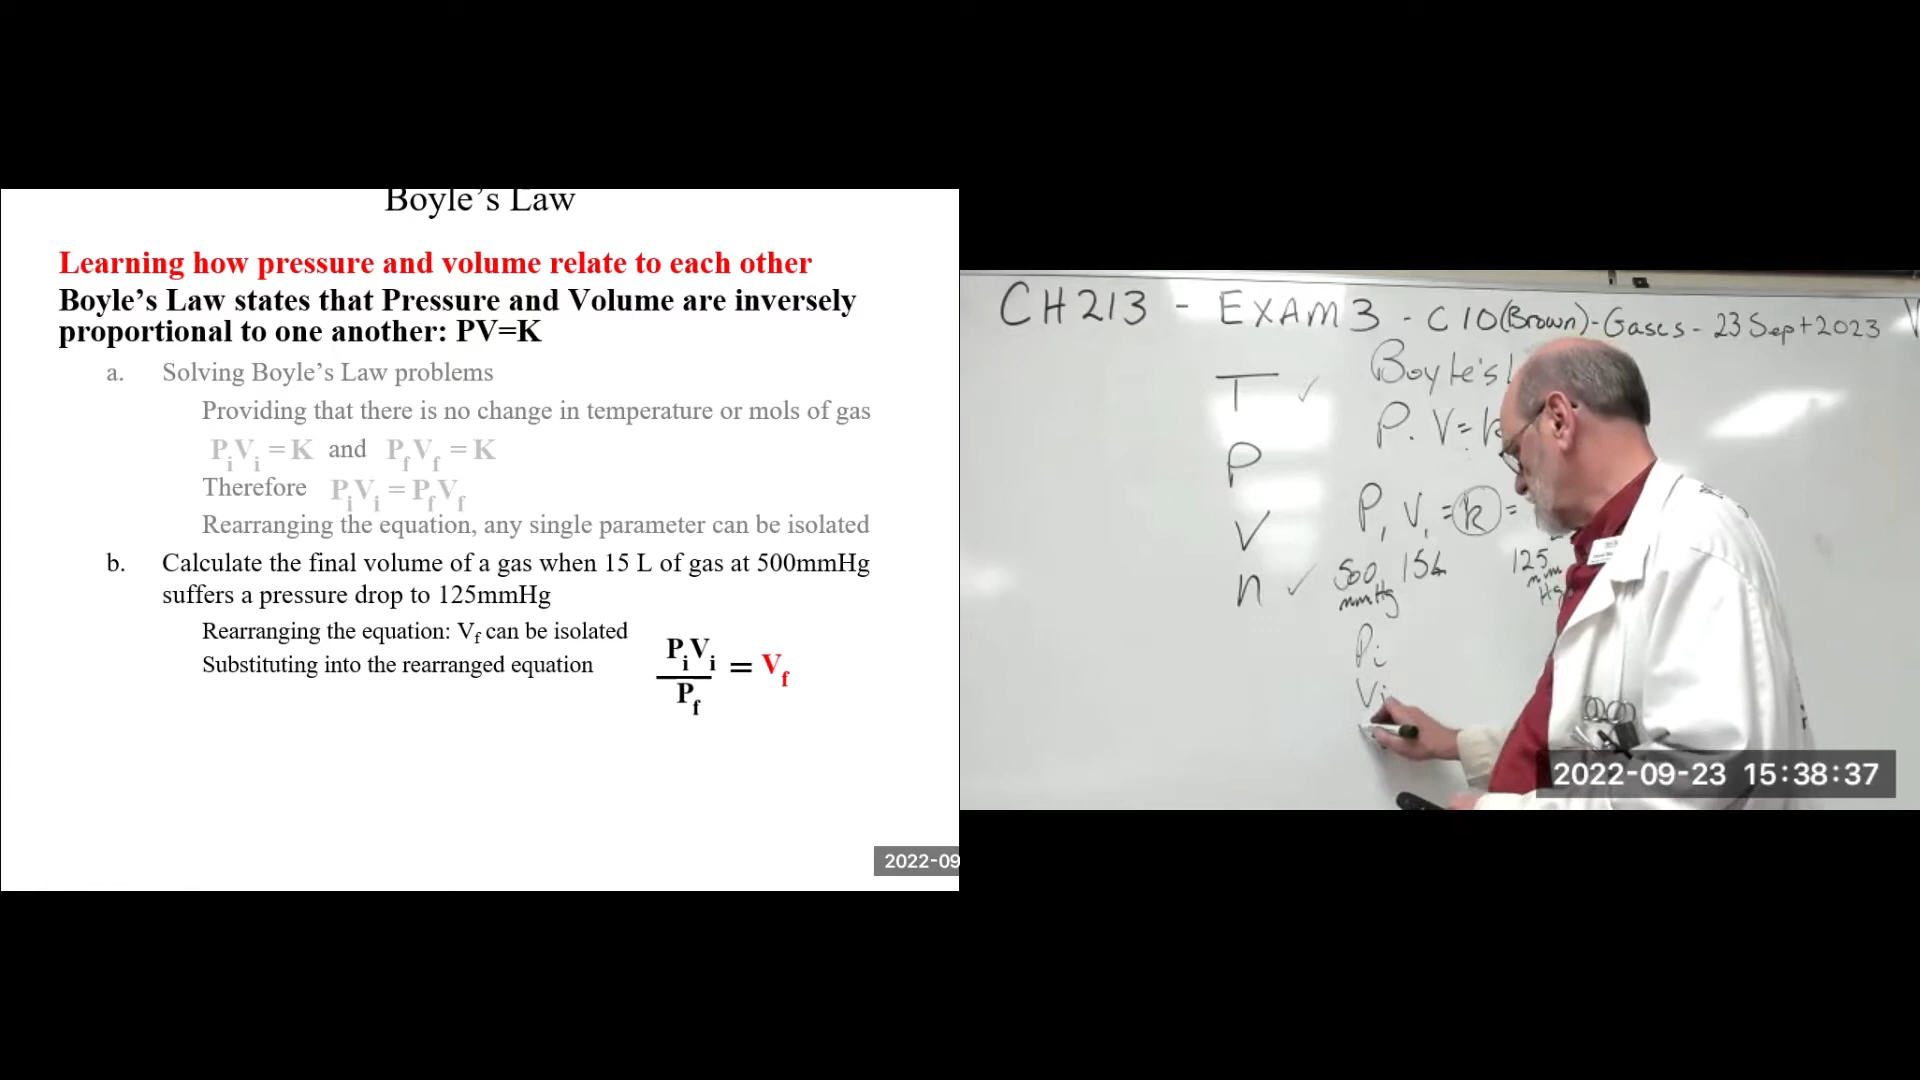 Boyle's Law
Learning how pressure and volume relate to each other
Boyle's Law states that Pressure and Volume are inversely
proportional to one another: PV=K
a. Solving Boyle's Law problems
Providing that there is no change in temperature or mols of gas
PiVi = K and PfVf = K
Therefore PiVi = PfVf
Rearranging the equation, any single parameter can be isolated
b. Calculate the final volume of a gas when 15 L of gas at 500mmHg
suffers a pressure drop to 125mmHg
Rearranging the equation: Vf can be isolated
Substituting into the rearranged equation
PiVi
= Vf
Pf
2022-09
CH213 - EXAM 3 - C10(Brown)-Gases - 23 Sept 2023
T ✓
P
V
n ✓
Boyle's
P. V = k
P1 V1 = k =
500 15L 125
mmHg mm
Hg
Pi
Vi
2022-09-23 15:38:37